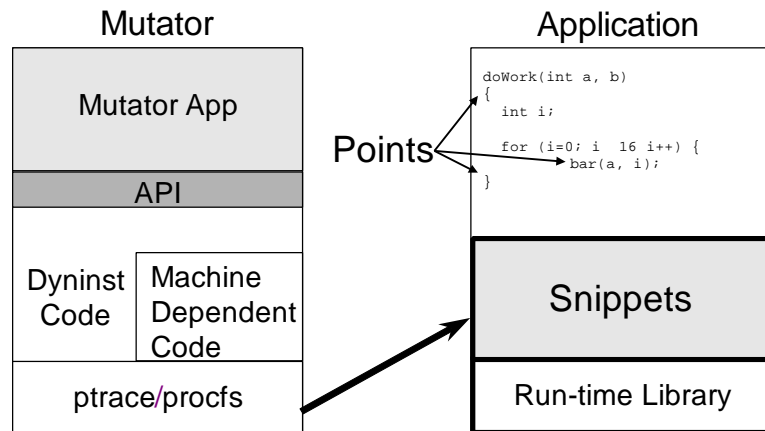 Mutator
Mutator App
API
Dyninst
Code
Machine
Dependent
Code
ptrace/procfs
Application
doWork(int a, b)
{
int i;
for (i=0; i  16 i++) {
bar(a, i);
}
Points
Snippets
Run-time Library